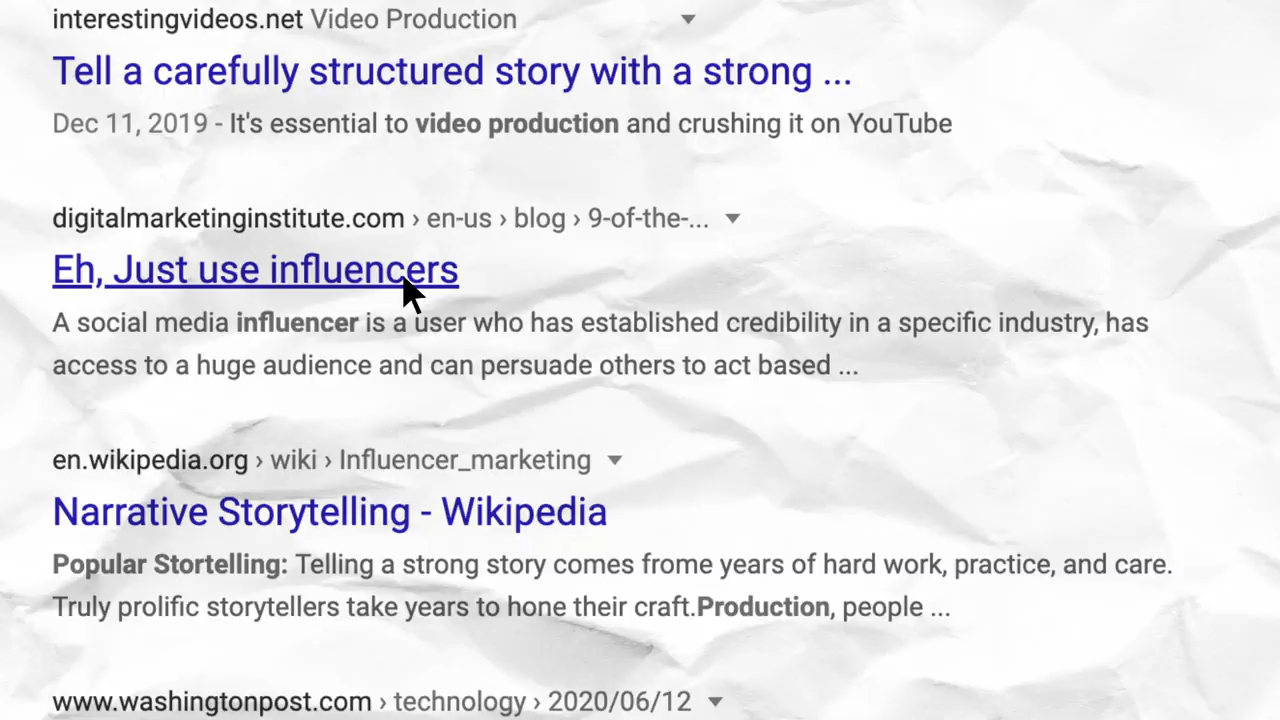 interestingvideos.net Video Production
Tell a carefully structured story with a strong ...
Dec 11, 2019 - It's essential to video production and crushing it on YouTube
digitalmarketinginstitute.com › en-us › blog › 9-of-the-...
Eh, Just use influencers
A social media influencer is a user who has established credibility in a specific industry, has
access to a huge audience and can persuade others to act based ...
en.wikipedia.org › wiki › Influencer_marketing
Narrative Storytelling - Wikipedia
Popular Stortelling: Telling a strong story comes frome years of hard work, practice, and care.
Truly prolific storytellers take years to hone their craft.Production, people ...
www.washingtonpost.com › technology › 2020/06/12